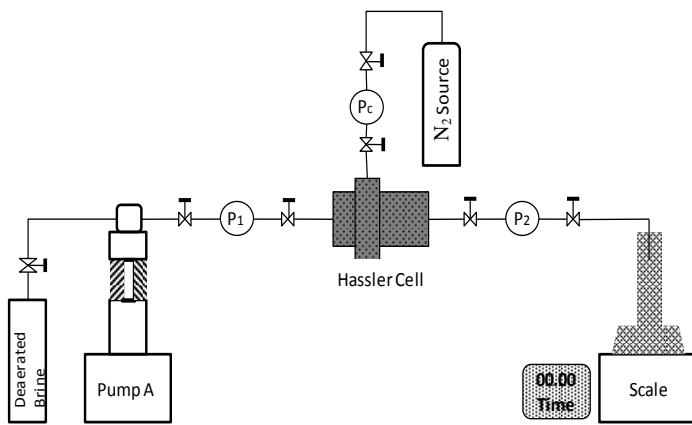 N₂ Source
Pc
P1
P2
Hassler Cell
Deaerated
Brine
Pump A
00.00
Time
Scale